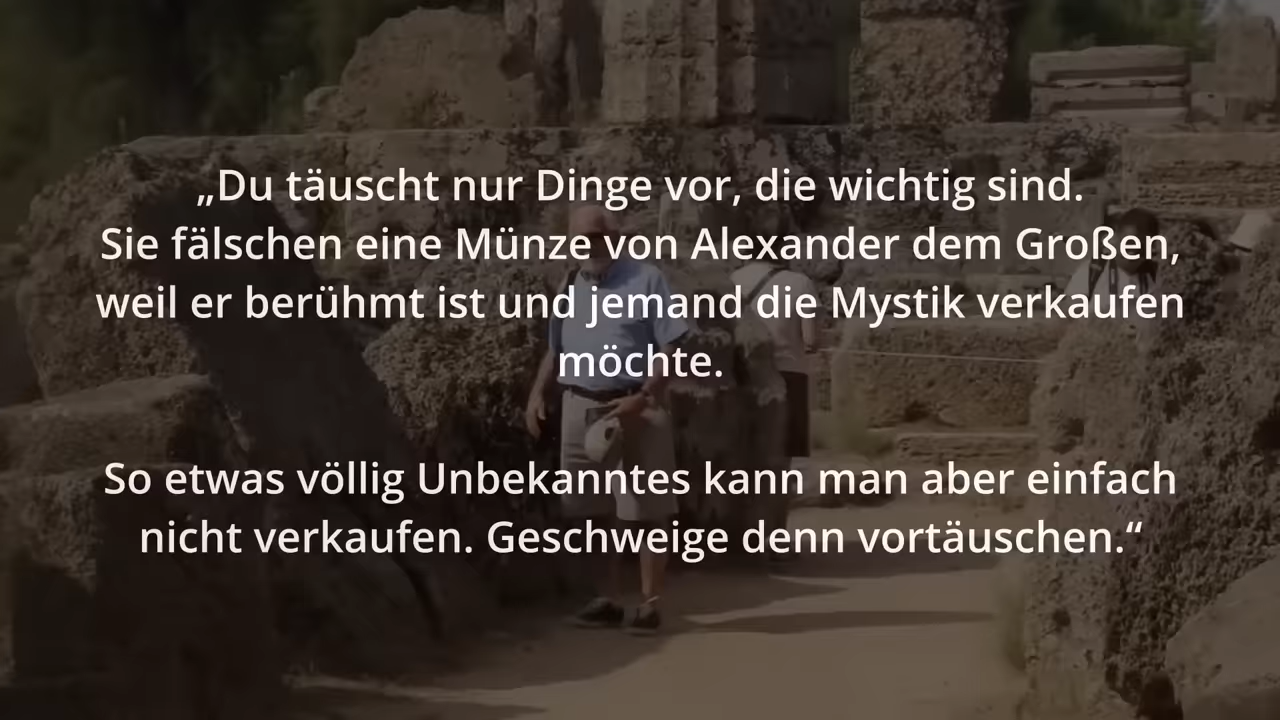 „Du täuscht nur Dinge vor, die wichtig sind.
Sie fälschen eine Münze von Alexander dem Großen,
weil er berühmt ist und jemand die Mystik verkaufen
möchte.
So etwas völlig Unbekanntes kann man aber einfach
nicht verkaufen. Geschweige denn vortäuschen.“